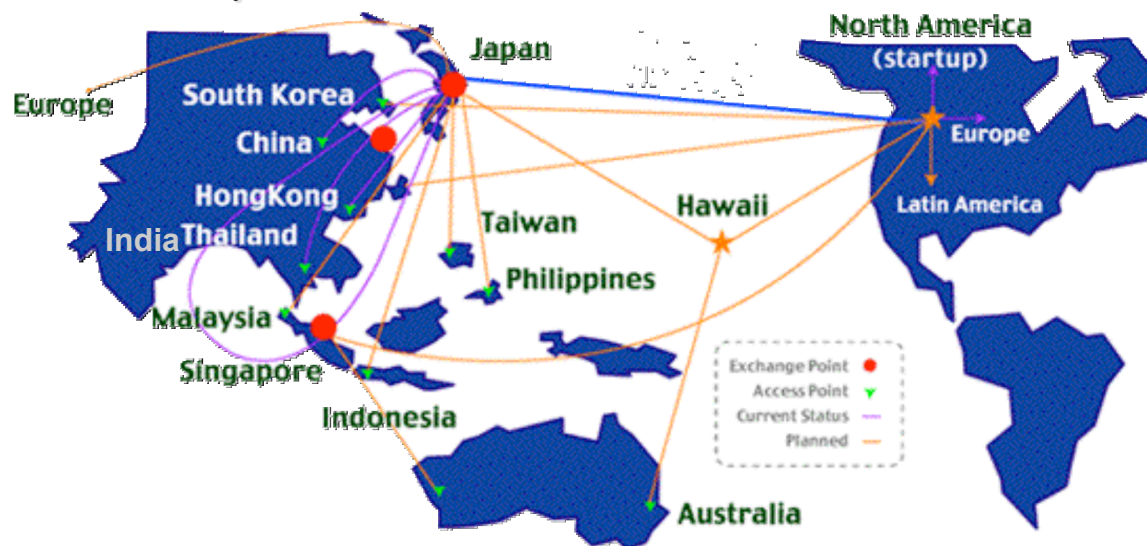 North America
(startup)
Japan
South Korea
Europe
China
Europe
HongKong
Latin America
Hawaii
Taiwan
India
Thailand
Philippines
Malaysia
Singapore
Indonesia
Exchange Point
Access Point
Current Status
Planned
Australia